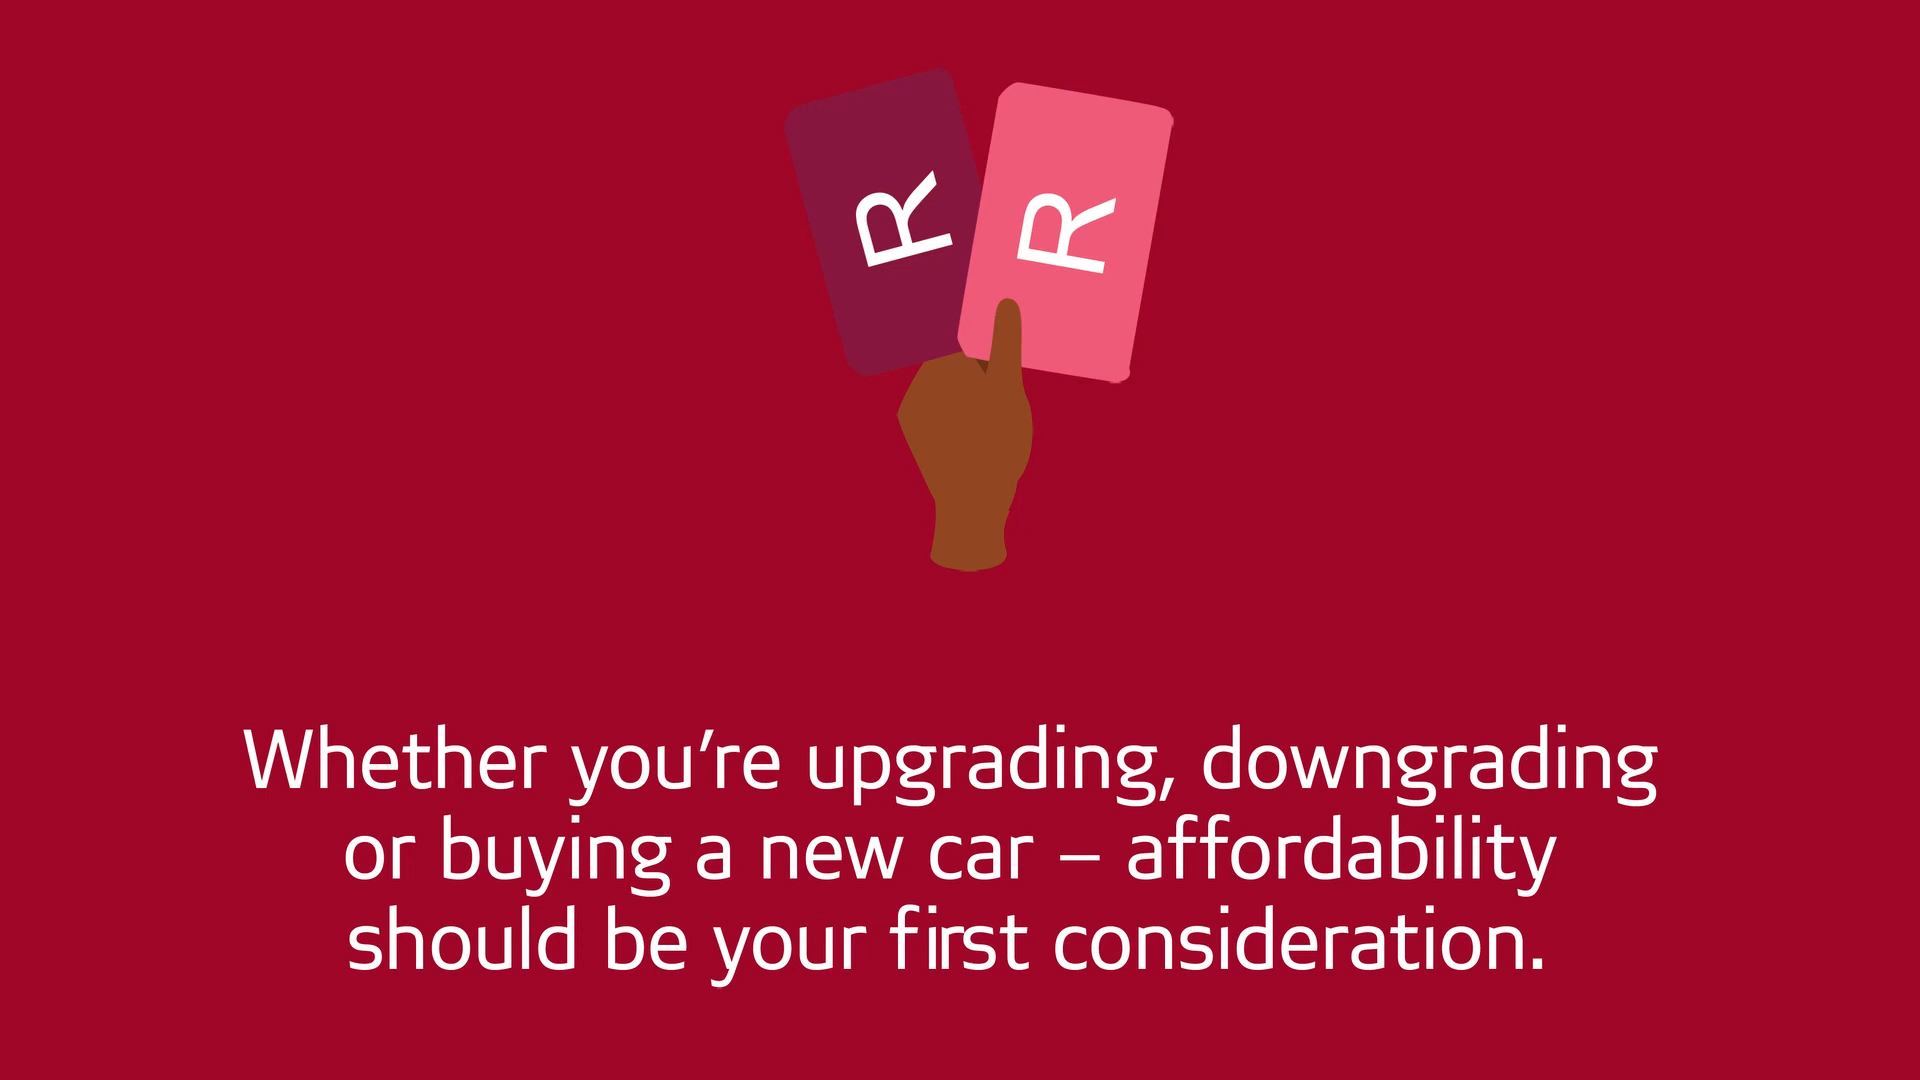 R R
Whether you’re upgrading, downgrading
or buying a new car – affordability
should be your first consideration.